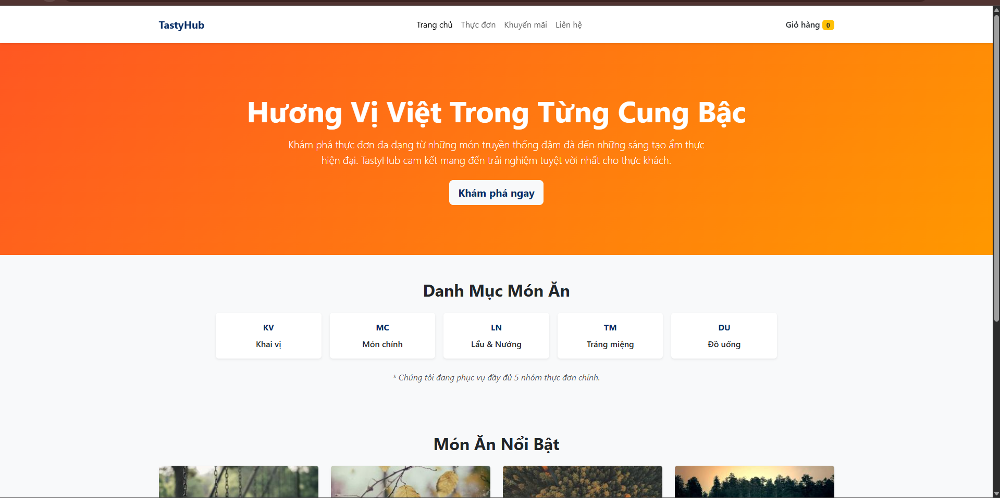 TastyHub
Trang chủ Thực đơn Khuyến mãi Liên hệ
Giỏ hàng 0
Hương Vị Việt Trong Từng Cung Bậc
Khám phá thực đơn đa dạng từ những món truyền thống đậm đà đến những sáng tạo ẩm thực
hiện đại. TastyHub cam kết mang đến trải nghiệm tuyệt vời nhất cho thực khách.
Khám phá ngay
Danh Mục Món Ăn
KV
Khai vị
MC
Món chính
LN
Lẩu & Nướng
TM
Tráng miệng
DU
Đồ uống
* Chúng tôi đang phục vụ đầy đủ 5 nhóm thực đơn chính.
Món Ăn Nổi Bật